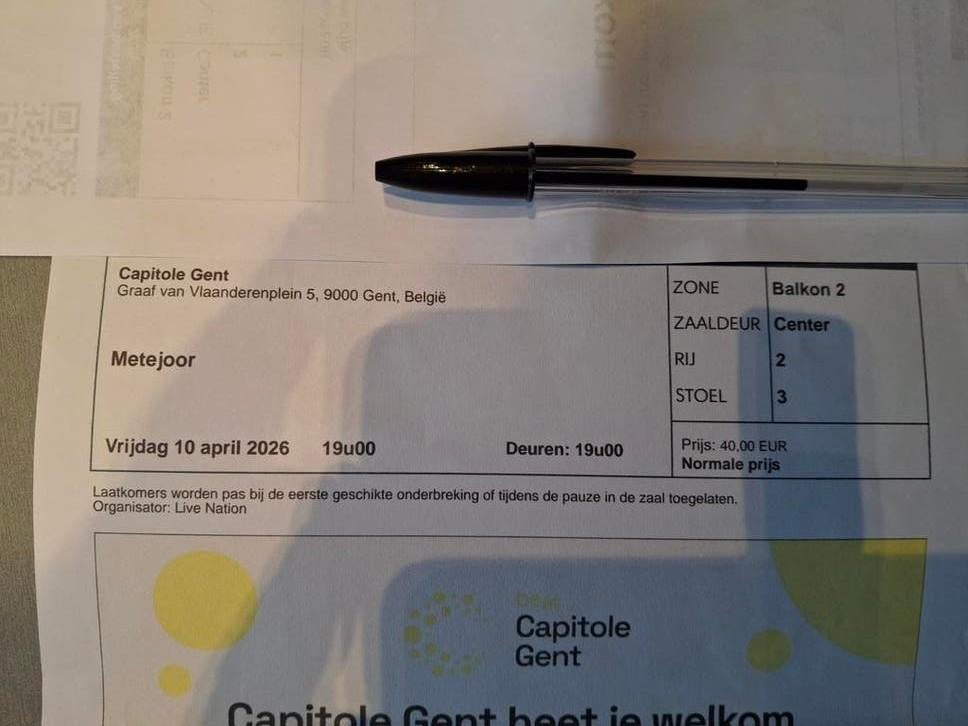 Capitole Gent
Graaf van Vlaanderenplein 5, 9000 Gent, België
Metejoor
Vrijdag 10 april 2026 19u00 Deuren: 19u00
ZONE Balkon 2
ZAALDEUR Center
RIJ 2
STOEL 3
Prijs: 40,00 EUR
Normale prijs
Laatkomers worden pas bij de eerste geschikte onderbreking of tijdens de pauze in de zaal toegelaten.
Organisator: Live Nation
Capitole
Gent
Capitole Gent heet je welkom